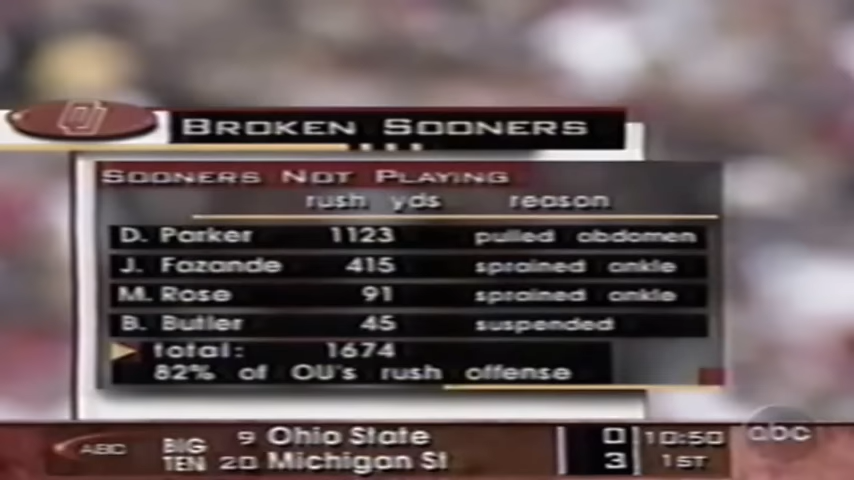 OU
BROKEN SOONERS
SOONERS NOT PLAYING
rush yds reason
D. Parker 1123 pulled abdomen
J. Fazande 415 sprained ankle
M. Rose 91 sprained ankle
B. Butler 45 suspended
total: 1674
82% of OU's rush offense
ABC BIG TEN 9 Ohio State 0 10:50
20 Michigan St 3 1ST
abc